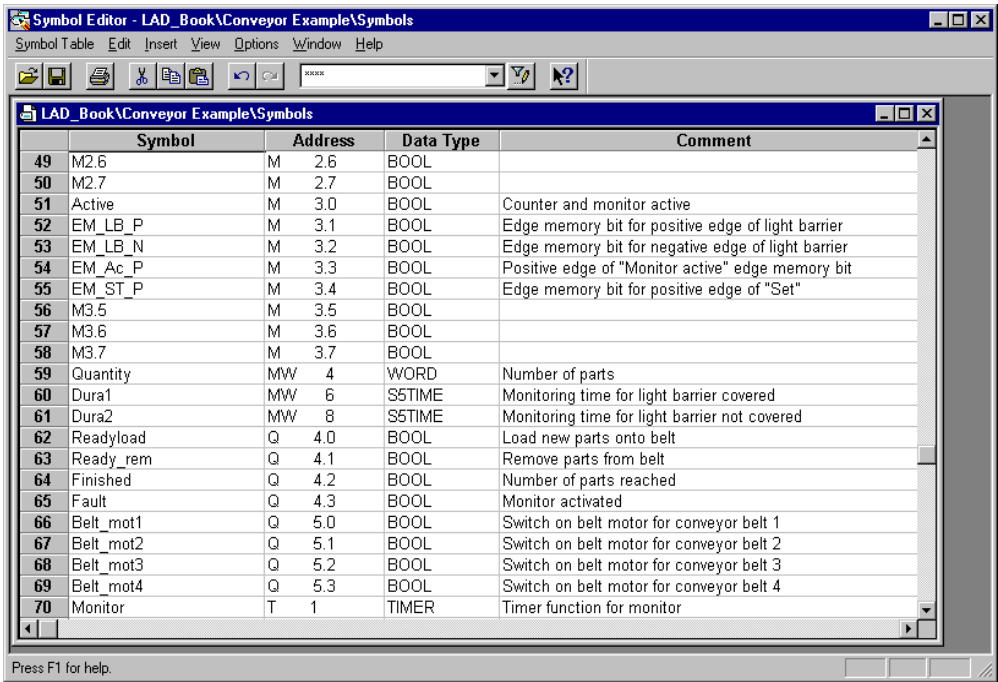 Symbol Editor - LAD_Book\Conveyor Example\Symbols
Symbol Table Edit Insert View Options Window Help
xxxx
LAD_Book\Conveyor Example\Symbols
Symbol Address Data Type Comment
49 M2.6 M 2.6 BOOL
50 M2.7 M 2.7 BOOL
51 Active M 3.0 BOOL Counter and monitor active
52 EM_LB_P M 3.1 BOOL Edge memory bit for positive edge of light barrier
53 EM_LB_N M 3.2 BOOL Edge memory bit for negative edge of light barrier
54 EM_Ac_P M 3.3 BOOL Positive edge of "Monitor active" edge memory bit
55 EM_ST_P M 3.4 BOOL Edge memory bit for positive edge of "Set"
56 M3.5 M 3.5 BOOL
57 M3.6 M 3.6 BOOL
58 M3.7 M 3.7 BOOL
59 Quantity MW 4 WORD Number of parts
60 Dura1 MW 6 S5TIME Monitoring time for light barrier covered
61 Dura2 MW 8 S5TIME Monitoring time for light barrier not covered
62 Readyload Q 4.0 BOOL Load new parts onto belt
63 Ready_rem Q 4.1 BOOL Remove parts from belt
64 Finished Q 4.2 BOOL Number of parts reached
65 Fault Q 4.3 BOOL Monitor activated
66 Belt_mot1 Q 5.0 BOOL Switch on belt motor for conveyor belt 1
67 Belt_mot2 Q 5.1 BOOL Switch on belt motor for conveyor belt 2
68 Belt_mot3 Q 5.2 BOOL Switch on belt motor for conveyor belt 3
69 Belt_mot4 Q 5.3 BOOL Switch on belt motor for conveyor belt 4
70 Monitor T 1 TIMER Timer function for monitor
Press F1 for help.